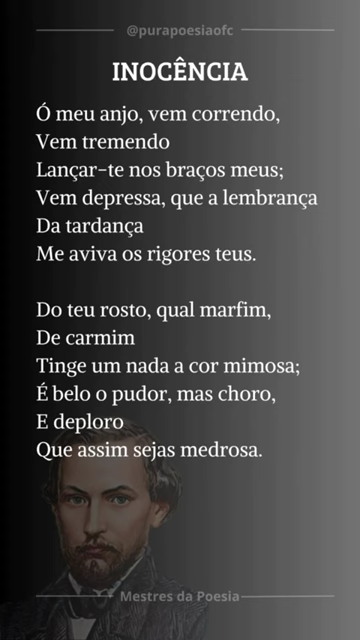 @purapoesiaofc
INOCÊNCIA
Ó meu anjo, vem correndo,
Vem tremendo
Lançar-te nos braços meus;
Vem depressa, que a lembrança
Da tardança
Me aviva os rigores teus.
Do teu rosto, qual marfim,
De carmim
Tinge um nada a cor mimosa;
É belo o pudor, mas choro,
E deploro
Que assim sejas medrosa.
Mestres da Poesia